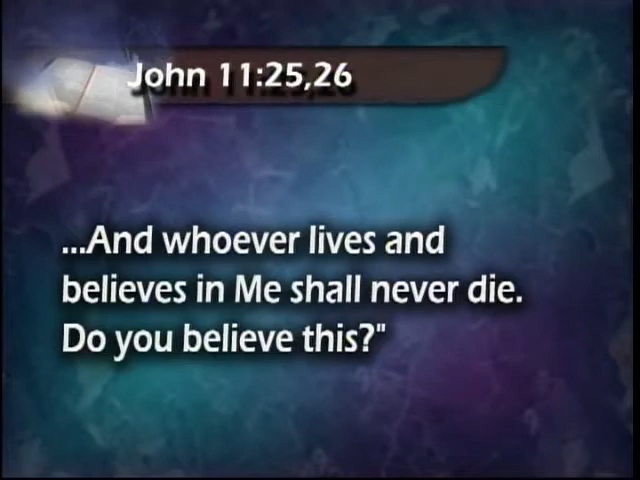 John 11:25,26
...And whoever lives and
believes in Me shall never die.
Do you believe this?"